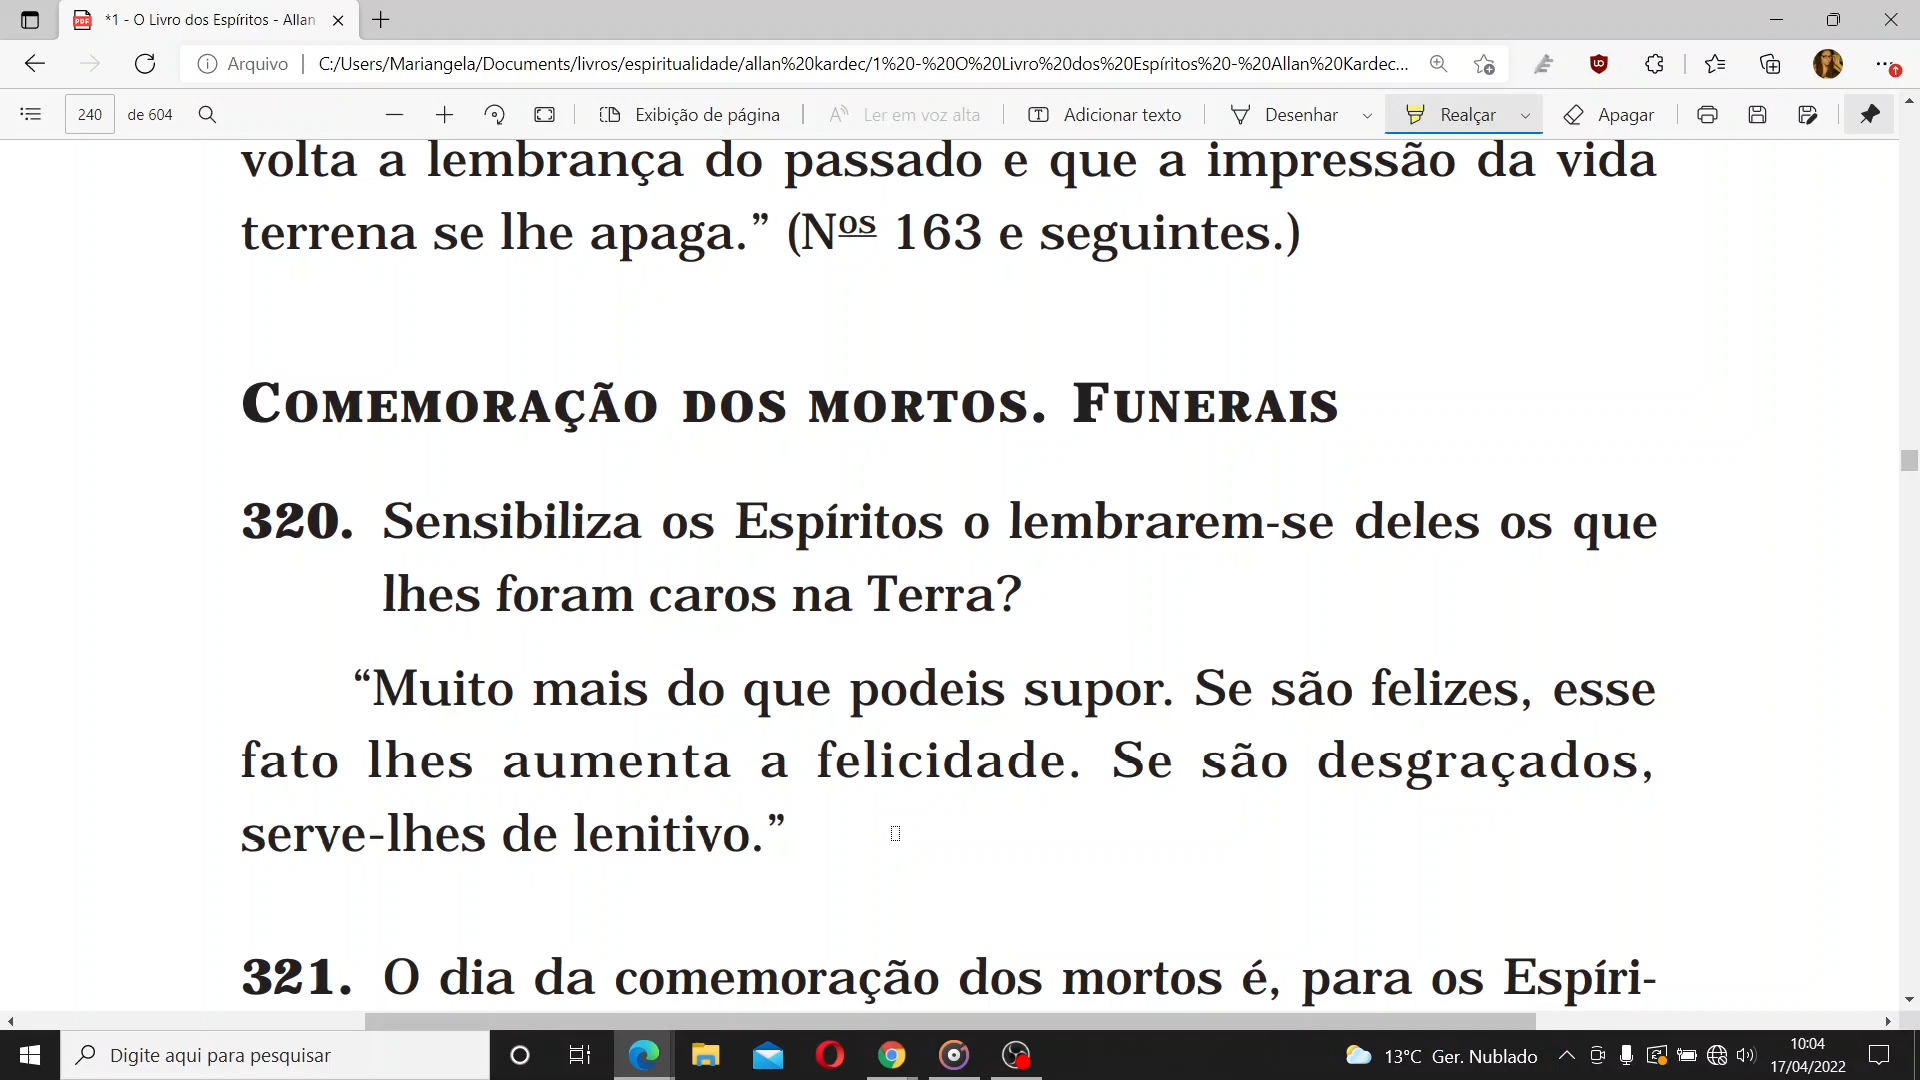 *1 - O Livro dos Espíritos - Allan
Arquivo
C:/Users/Mariangela/Documents/livros/espiritualidade/allan%20kardec/1%20-%20O%20Livro%20dos%20Espíritos%20-%20Allan%20Kardec...
240 de 604
Exibição de página
Ler em voz alta
Adicionar texto
Desenhar
Realçar
Apagar
volta a lembrança do passado e que a impressão da vida
terrena se lhe apaga.” (Nos 163 e seguintes.)
COMEMORAÇÃO DOS MORTOS. FUNERAIS
320. Sensibiliza os Espíritos o lembrarem-se deles os que
lhes foram caros na Terra?
“Muito mais do que podeis supor. Se são felizes, esse
fato lhes aumenta a felicidade. Se são desgraçados,
serve-lhes de lenitivo.”
321. O dia da comemoração dos mortos é, para os Espíri-
Digite aqui para pesquisar
13°C Ger. Nublado
10:04
17/04/2022